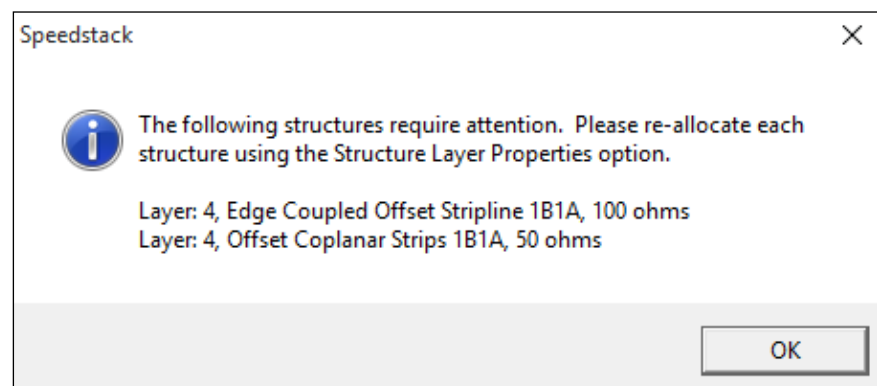 Speedstack
The following structures require attention.  Please re-allocate each
structure using the Structure Layer Properties option.
Layer: 4, Edge Coupled Offset Stripline 1B1A, 100 ohms
Layer: 4, Offset Coplanar Strips 1B1A, 50 ohms
OK